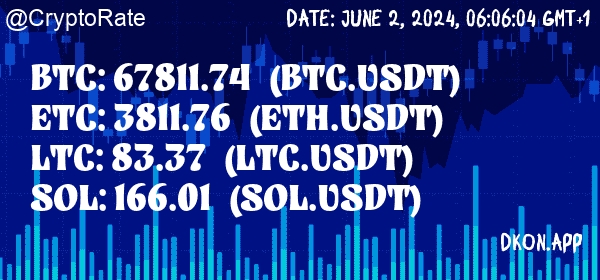 @CryptoRate
DATE: JUNE 2, 2024, 06:06:04 GMT+1
BTC: 67811.74 (BTC.USDT)
ETC: 3811.76 (ETH.USDT)
LTC: 83.37 (LTC.USDT)
SOL: 166.01 (SOL.USDT)
DKON.APP